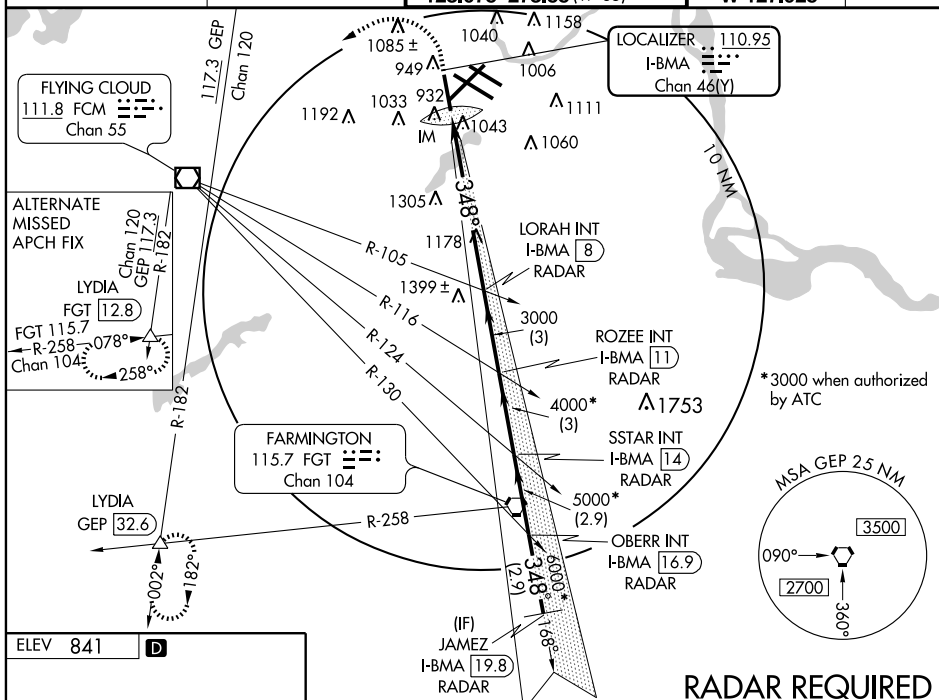 1158
1040
1085 ±
949
1006
LOCALIZER 110.95
I-BMA
Chan 46(Y)
117.3 GEP
Chan 120
FLYING CLOUD
111.8 FCM
Chan 55
1192
1033
932
1111
IM
1043
1060
10 NM
ALTERNATE
MISSED
APCH FIX
Chan 120
GEP 117.3
R-182
LYDIA
FGT 12.8
FGT 115.7
R-258
Chan 104
078°
258°
1305
348°
1178
LORAH INT
I-BMA 8
RADAR
R-105
1399 ±
R-116
3000
(3)
R-124
ROZEE INT
I-BMA 11
RADAR
R-130
4000*
(3)
1753
*3000 when authorized
by ATC
R-182
FARMINGTON
115.7 FGT
Chan 104
SSTAR INT
I-BMA 14
RADAR
5000*
(2.9)
MSA GEP 25 NM
3500
090°
2700
360°
LYDIA
GEP 32.6
R-258
OBERR INT
I-BMA 16.9
RADAR
6000*
(2.9)
348°
002°
182°
168°
(IF)
JAMEZ
I-BMA 19.8
RADAR
ELEV 841 D
RADAR REQUIRED